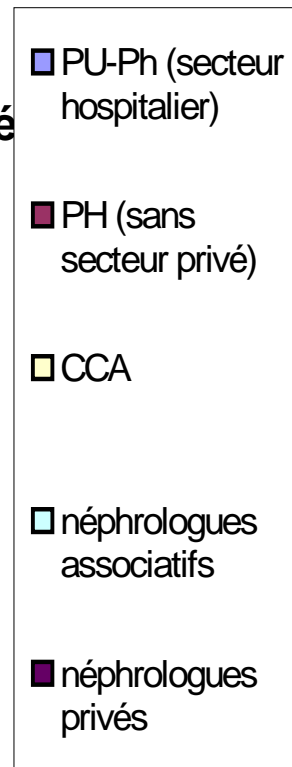 é
PU-Ph (secteur
hospitalier)
PH (sans
secteur privé)
CCA
néphrologues
associatifs
néphrologues
privés